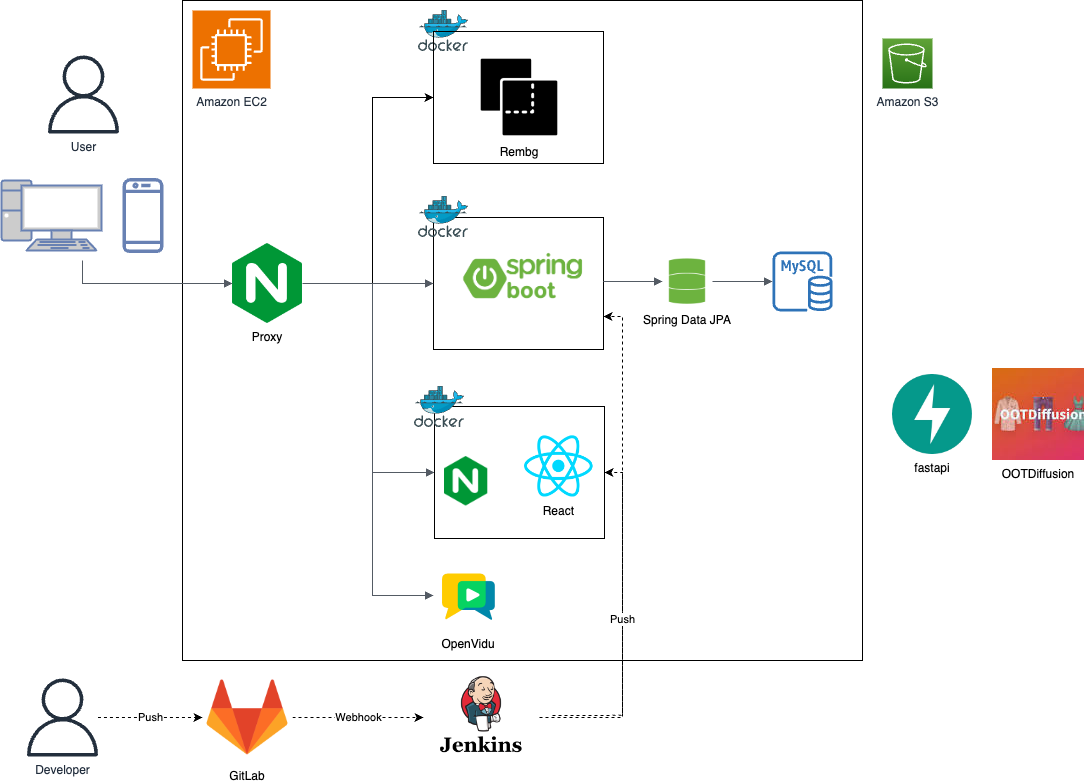 docker
Amazon EC2
Amazon S3
Rembg
User
docker
spring
boot
MySQL
Spring Data JPA
Proxy
docker
OOTDiffusion
fastapi
OOTDiffusion
React
OpenVidu
Push
Push
Webhook
Jenkins
Developer
GitLab